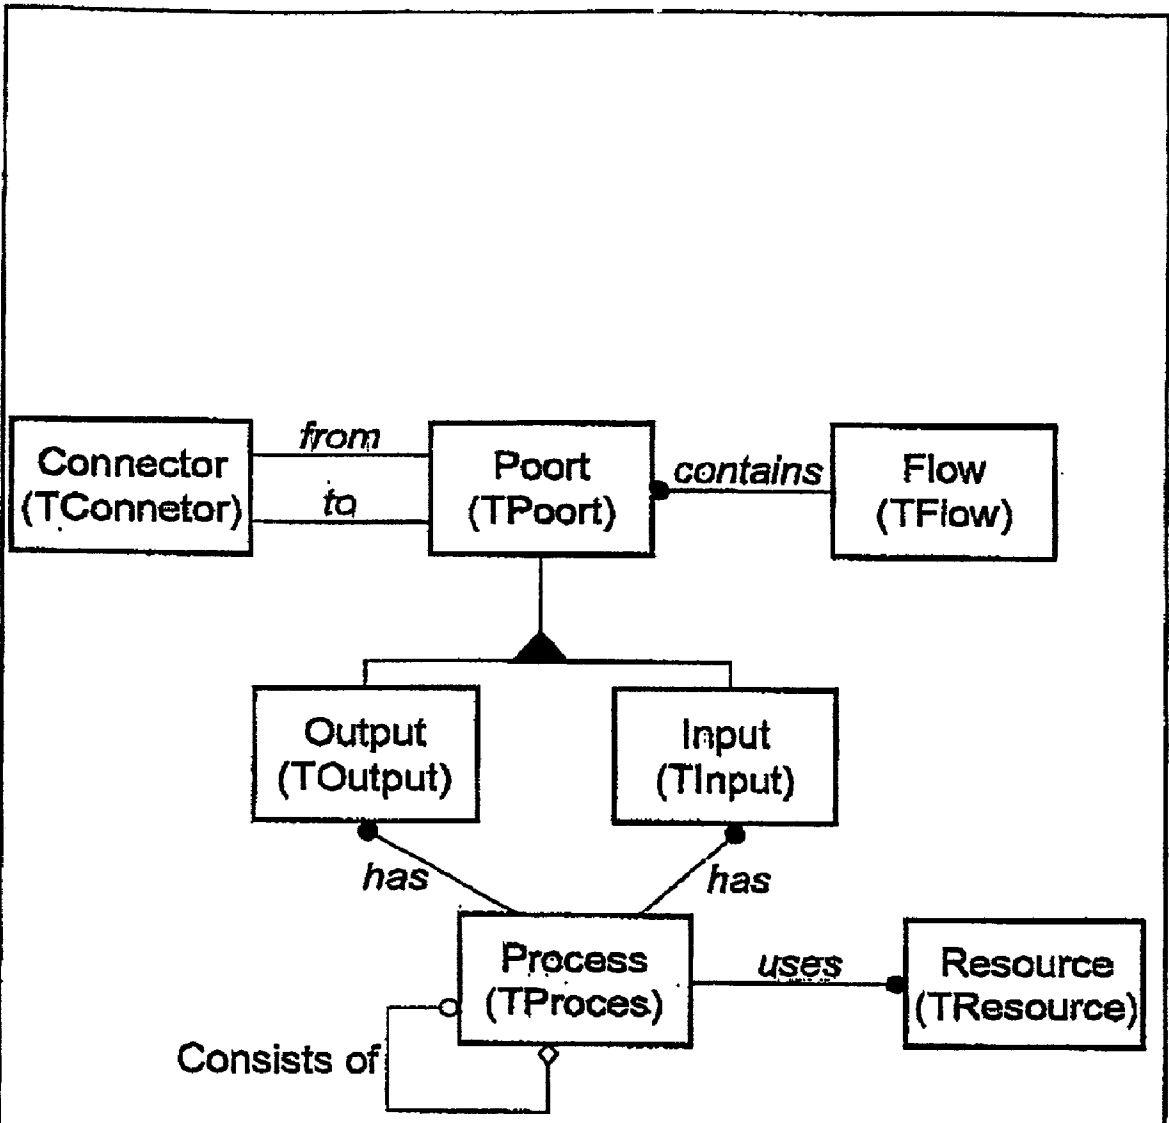 Connector
(TConnetor)
from
to
Poort
(TPoort)
contains
Flow
(TFlow)
Output
(TOutput)
Input
(TInput)
has
has
Process
(TProces)
uses
Resource
(TResource)
Consists of